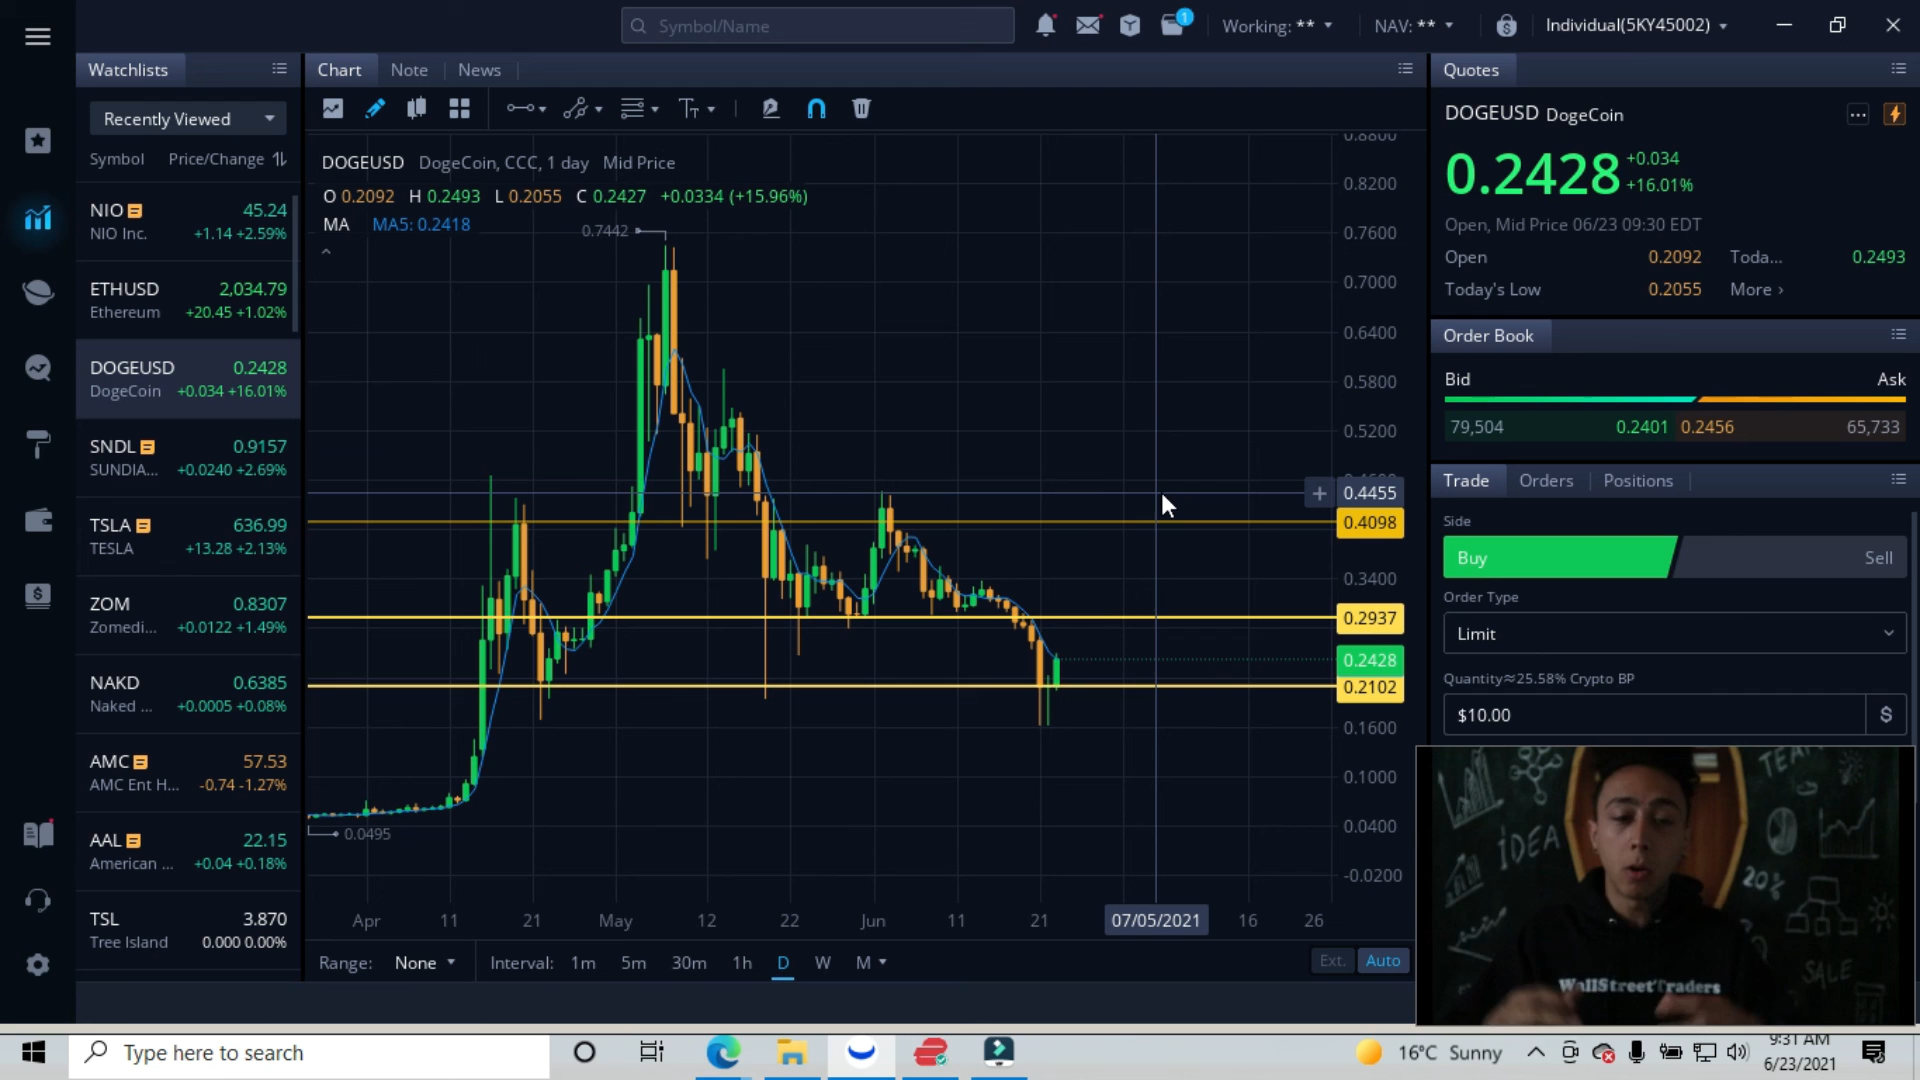 Symbol/Name
1
Working: **
NAV: **
Individual(5KY45002)
Watchlists
Chart
Note
News
Quotes
Recently Viewed
Symbol
Price/Change
NIO
45.24
NIO Inc.
+1.14 +2.59%
ETHUSD
2,034.79
Ethereum
+20.45 +1.02%
DOGEUSD
0.2428
DogeCoin
+0.034 +16.01%
SNDL
0.9157
SUNDIA...
+0.0240 +2.69%
TSLA
636.99
TESLA
+13.28 +2.13%
ZOM
0.8307
Zomedi...
+0.0122 +1.49%
NAKD
0.6385
Naked ...
+0.0005 +0.08%
AMC
57.53
AMC Ent H...
-0.74 -1.27%
AAL
22.15
American ...
+0.04 +0.18%
TSL
3.870
Tree Island
0.000 0.00%
DOGEUSD DogeCoin, CCC, 1 day Mid Price
O 0.2092 H 0.2493 L 0.2055 C 0.2427 +0.0334 (+15.96%)
MA MA5: 0.2418
0.7442
0.0495
0.8800
0.8200
0.7600
0.7000
0.6400
0.5800
0.5200
0.4455
0.4098
0.3400
0.2937
0.2428
0.2102
0.1600
0.1000
0.0400
-0.0200
Apr
11
21
May
12
22
Jun
11
21
07/05/2021
16
26
Range: None
Interval: 1m 5m 30m 1h D W M
Ext.
Auto
DOGEUSD DogeCoin
0.2428
+0.034
+16.01%
Open, Mid Price 06/23 09:30 EDT
Open
0.2092
Toda...
0.2493
Today's Low
0.2055
More
Order Book
Bid
Ask
79,504
0.2401
0.2456
65,733
Trade
Orders
Positions
Side
Buy
Sell
Order Type
Limit
Quantity≈25.58% Crypto BP
$10.00
$
TEAM
IDEA
20%
SALE
WallStreetTraders
Type here to search
16°C Sunny
9:31 AM
6/23/2021